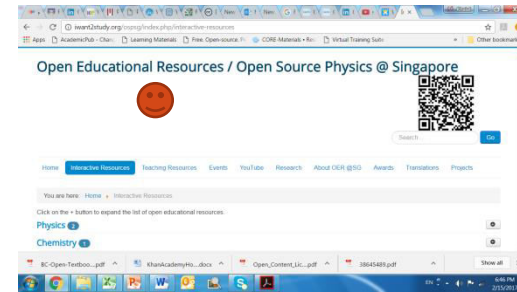 iwant2study.org/ospsg/index.php/interactive-resources
Apps AcademicPub - Chan Learning Materials Free, Open-source, CORE-Materials • Re Virtual Training Suite Other bookmark
Open Educational Resources / Open Source Physics @ Singapore
Search Go
Home Interactive Resources Teaching Resources Events YouTube Research About OER @SG Awards Translations Projects
You are here: Home Interactive Resources
Click on the + button to expand the list of open educational resources.
Physics
Chemistry
BC-Open-Textboo....pdf KhanAcademyHo...docx Open_Content_Lic....pdf 38645489.pdf Show all
EN 6:46 PM
2/15/2017